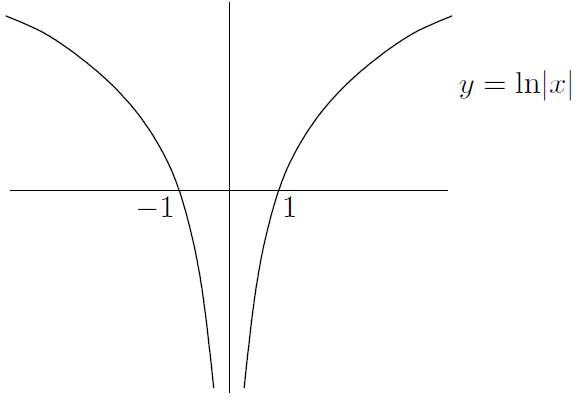 y = ln|x|
−1
1